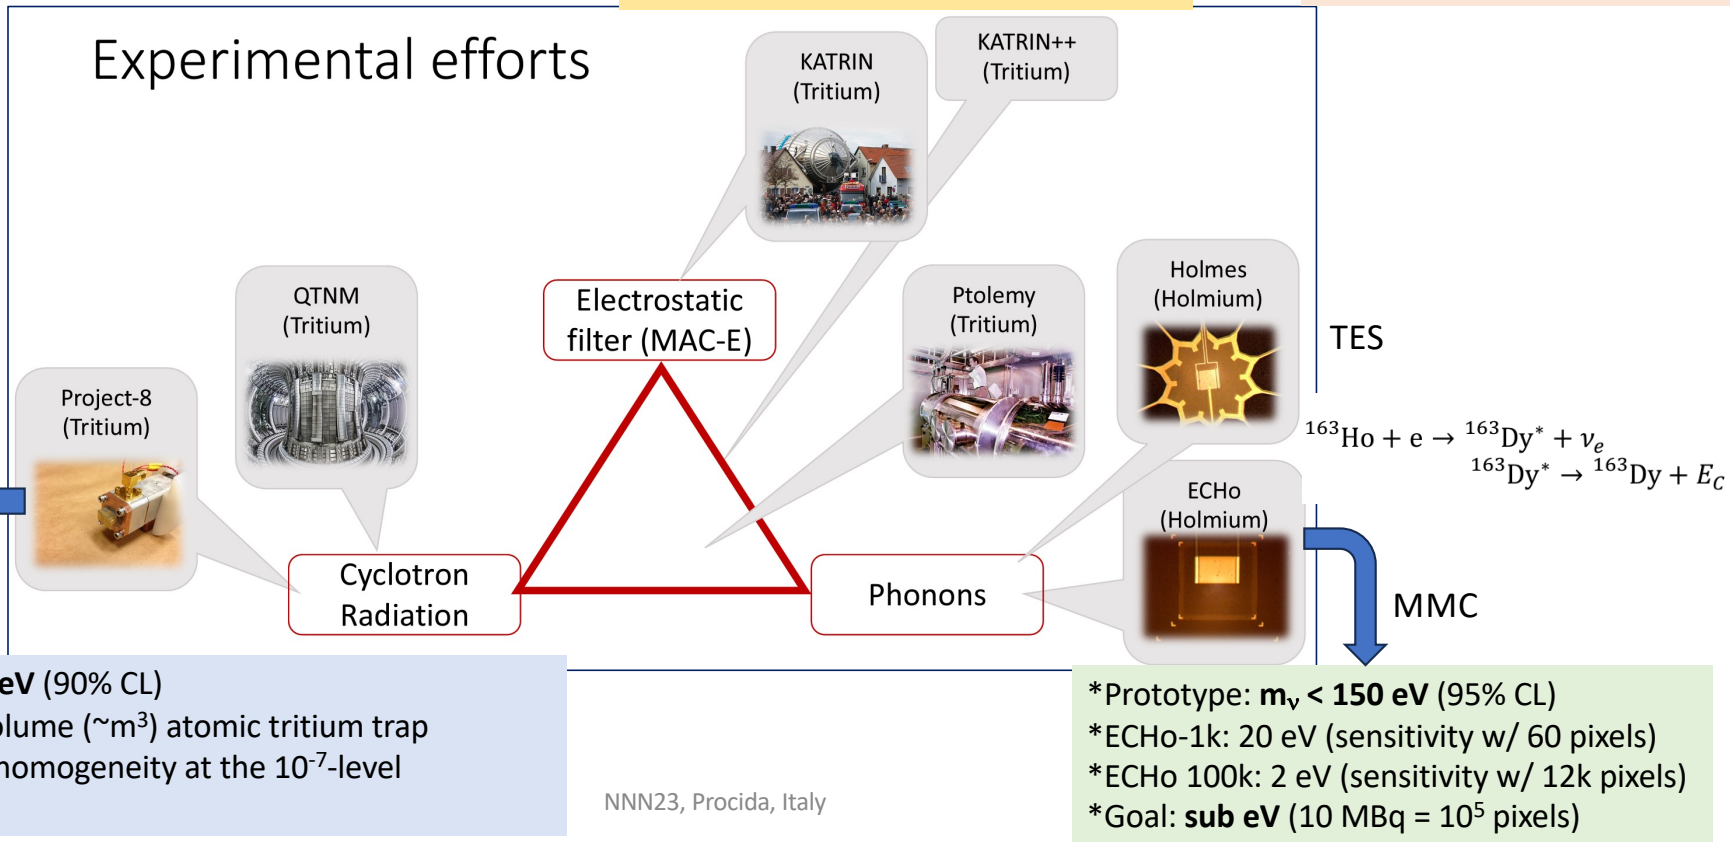 Experimental efforts
KATRIN
(Tritium)
KATRIN++
(Tritium)
QTNM
(Tritium)
Electrostatic
filter (MAC-E)
Ptolemy
(Tritium)
Holmes
(Holmium)
TES
Project-8
(Tritium)
¹⁶³Ho + e → ¹⁶³Dy* + νₑ
¹⁶³Dy* → ¹⁶³Dy + E_C
ECHo
(Holmium)
Cyclotron
Radiation
Phonons
MMC
eV (90% CL)
olume (~m³) atomic tritium trap
homogeneity at the 10⁻⁷-level
NNN23, Procida, Italy
*Prototype: mᵥ < 150 eV (95% CL)
*ECHo-1k: 20 eV (sensitivity w/ 60 pixels)
*ECHo 100k: 2 eV (sensitivity w/ 12k pixels)
*Goal: sub eV (10 MBq = 10⁵ pixels)